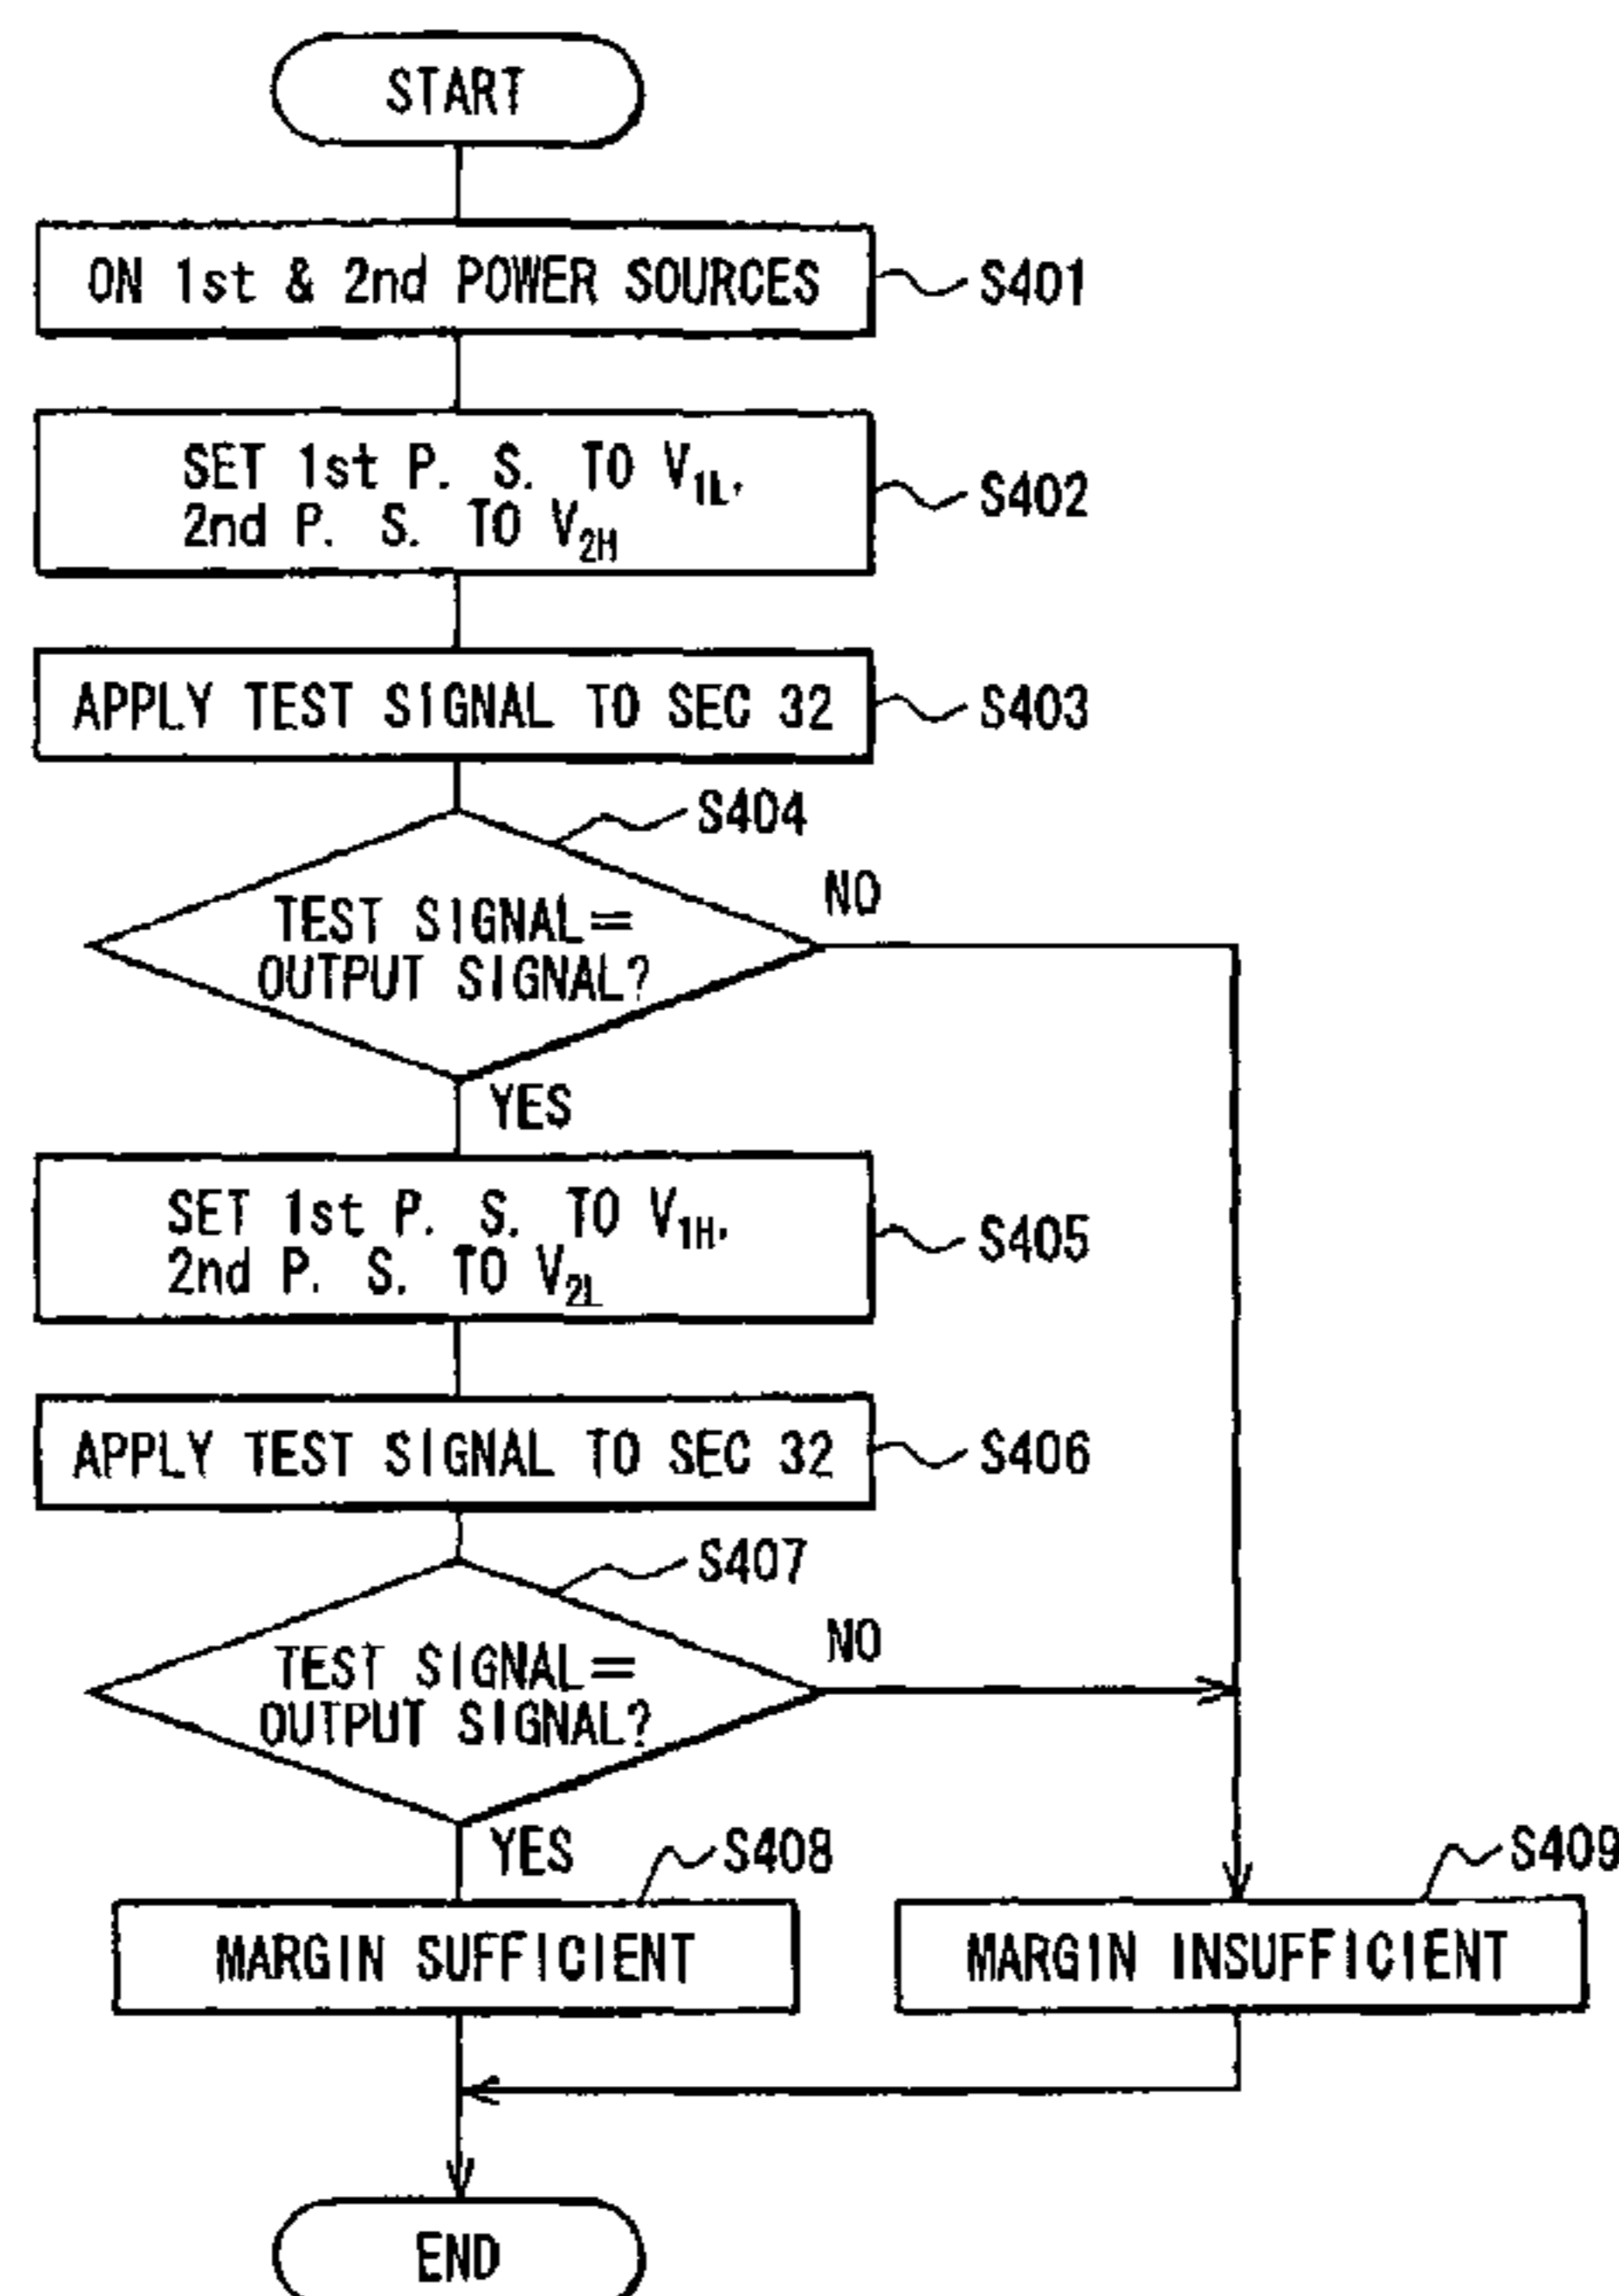 START
ON 1st & 2nd POWER SOURCES
S401
SET 1st P. S. TO V1L,
2nd P. S. TO V2H
S402
APPLY TEST SIGNAL TO SEC 32
S403
S404
TEST SIGNAL=
OUTPUT SIGNAL?
NO
YES
SET 1st P. S. TO V1H,
2nd P. S. TO V2L
S405
APPLY TEST SIGNAL TO SEC 32
S406
S407
TEST SIGNAL=
OUTPUT SIGNAL?
NO
YES
S408
S409
MARGIN SUFFICIENT
MARGIN INSUFFICIENT
END